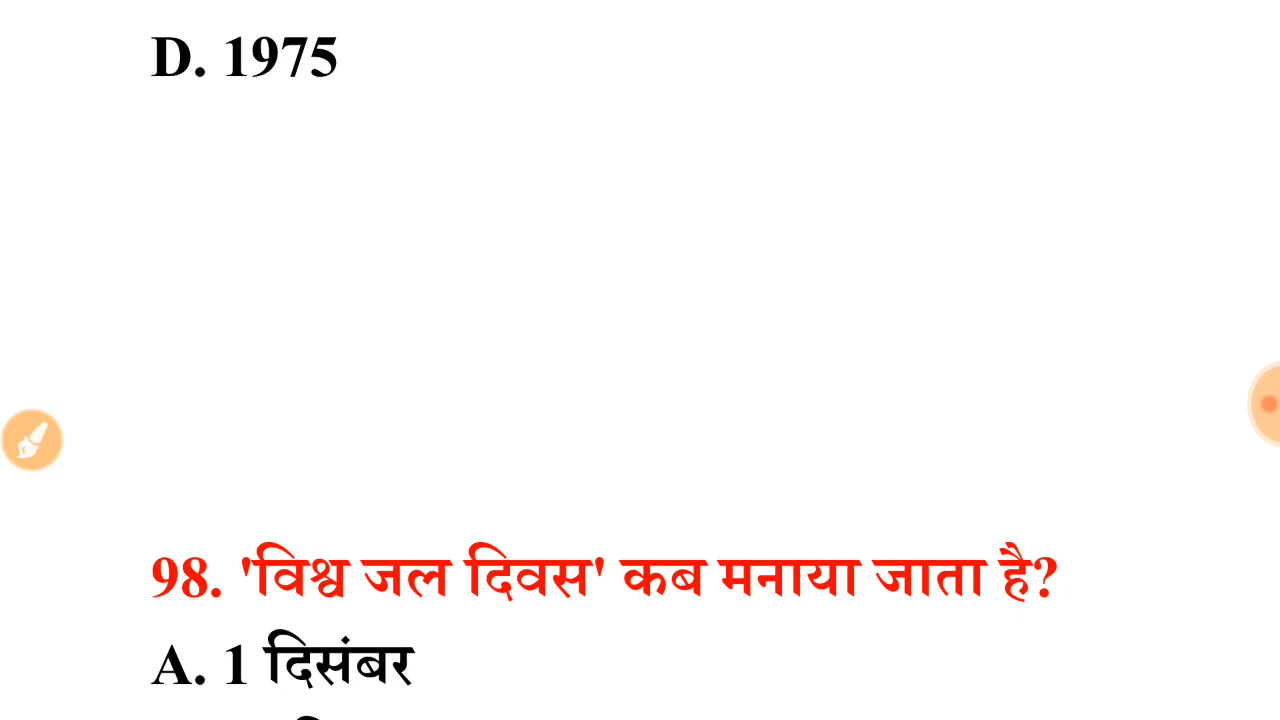 D. 1975
98. 'विश्व जल दिवस' कब मनाया जाता है?
A. 1 दिसंबर